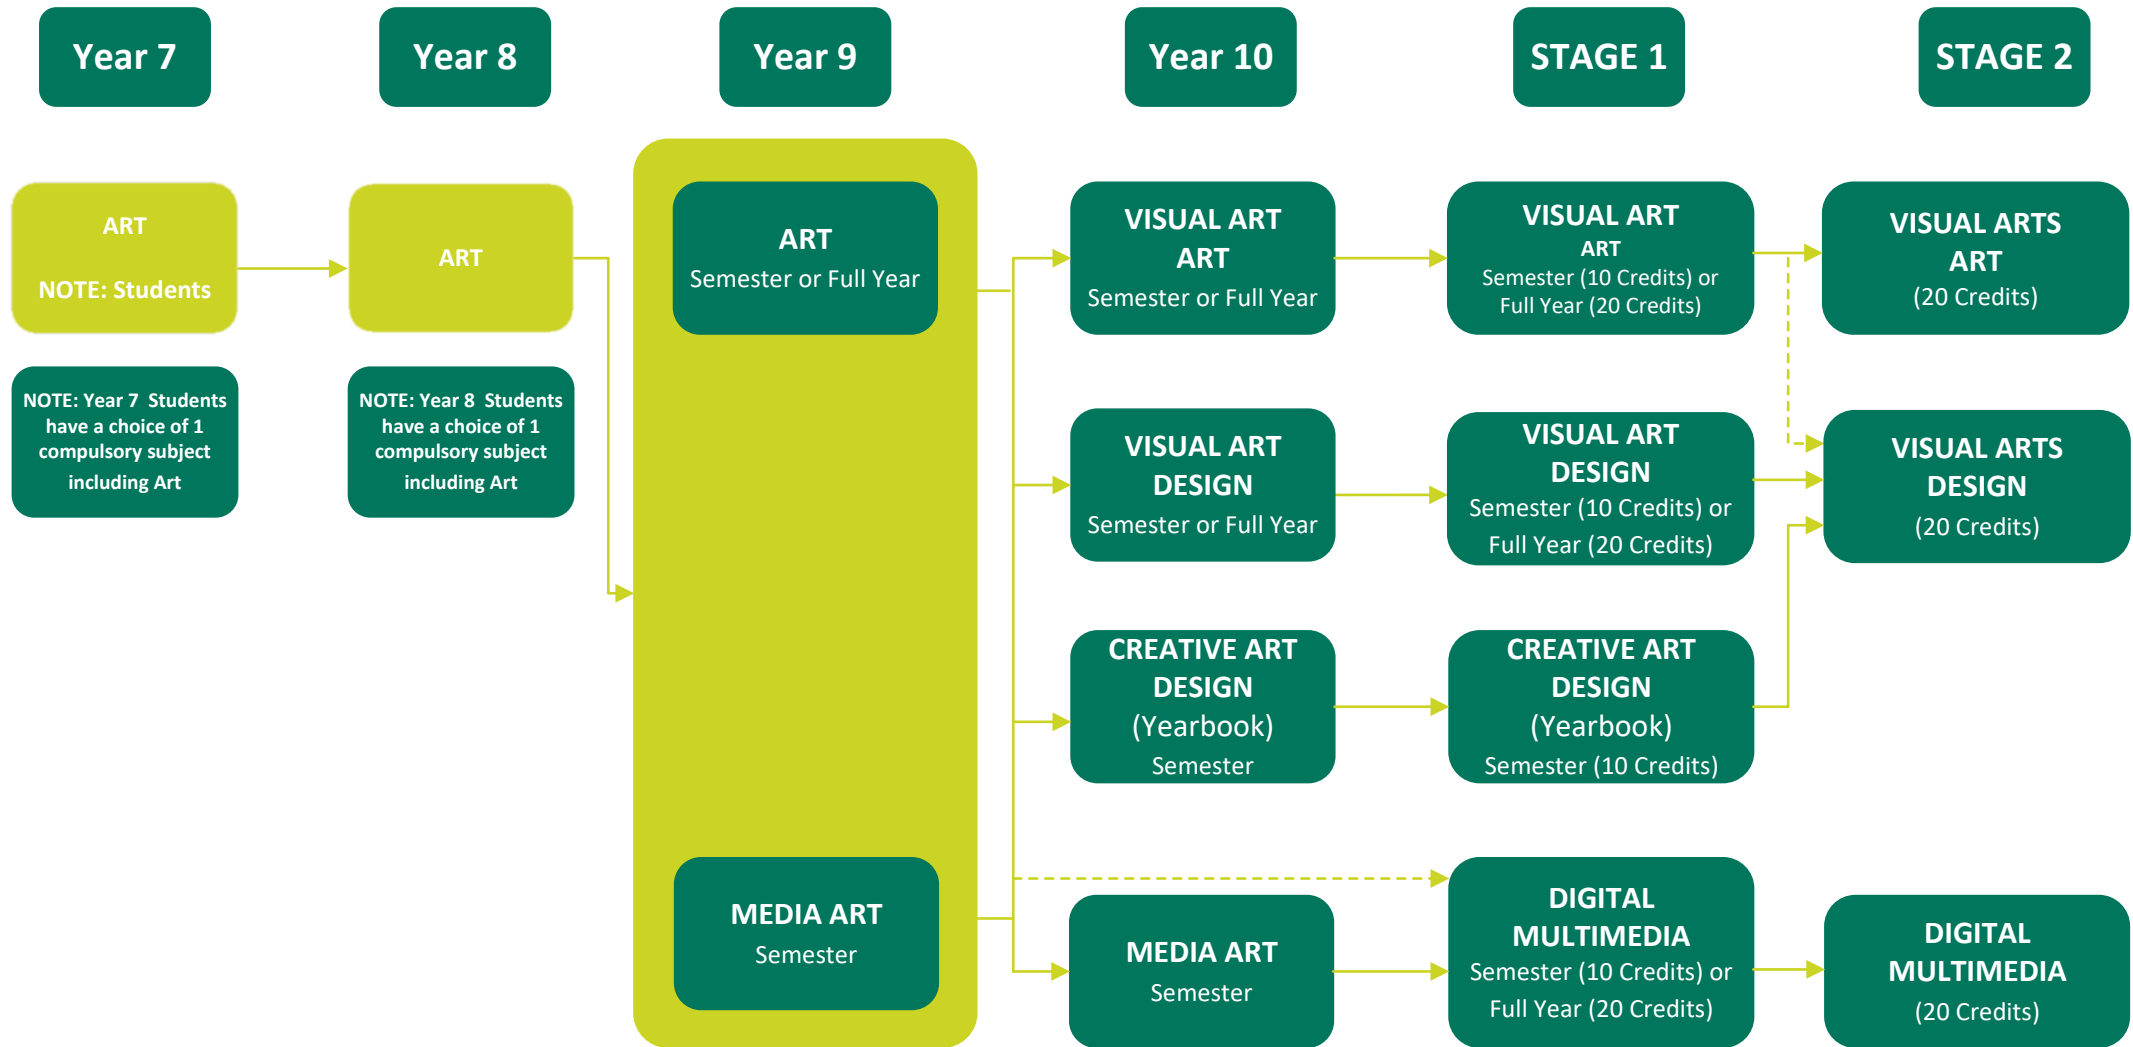 Year 7
Year 8
Year 9
Year 10
STAGE 1
STAGE 2
ART
NOTE: Students
NOTE: Year 7 Students
have a choice of 1
compulsory subject
including Art
ART
NOTE: Year 8 Students
have a choice of 1
compulsory subject
including Art
ART
Semester or Full Year
MEDIA ART
Semester
VISUAL ART
ART
Semester or Full Year
VISUAL ART
DESIGN
Semester or Full Year
CREATIVE ART
DESIGN
(Yearbook)
Semester
MEDIA ART
Semester
VISUAL ART
ART
Semester (10 Credits) or
Full Year (20 Credits)
VISUAL ART
DESIGN
Semester (10 Credits) or
Full Year (20 Credits)
CREATIVE ART
DESIGN
(Yearbook)
Semester (10 Credits)
DIGITAL
MULTIMEDIA
Semester (10 Credits) or
Full Year (20 Credits)
VISUAL ARTS
ART
(20 Credits)
VISUAL ARTS
DESIGN
(20 Credits)
DIGITAL
MULTIMEDIA
(20 Credits)